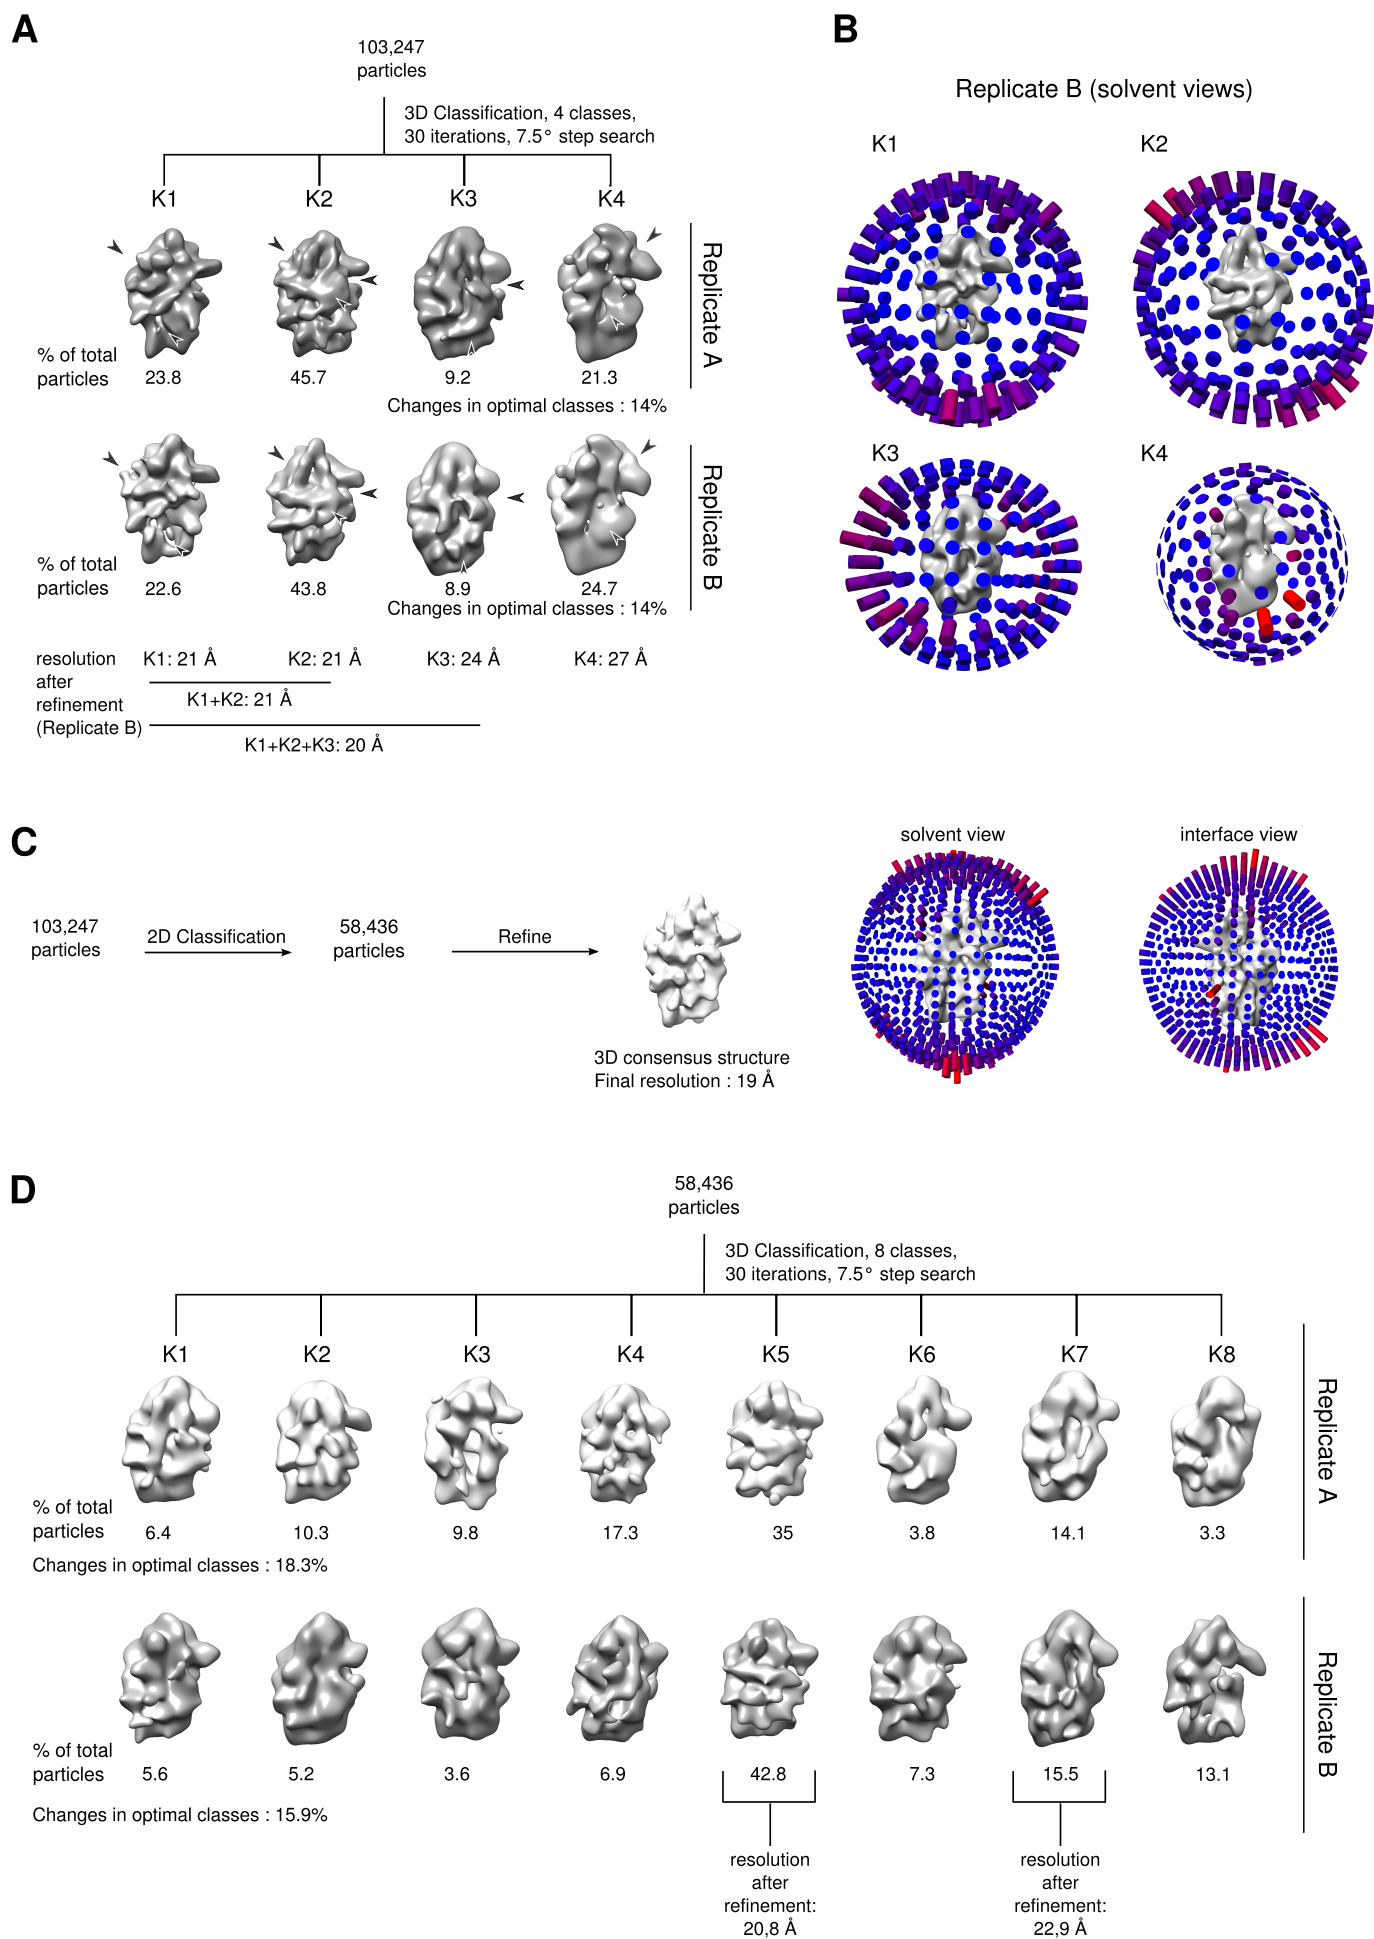 A
103,247
particles
3D Classification, 4 classes,
30 iterations, 7.5° step search
K1 K2 K3 K4
Replicate A
% of total
particles
23.8 45.7 9.2 21.3
Changes in optimal classes : 14%
Replicate B
% of total
particles
22.6 43.8 8.9 24.7
Changes in optimal classes : 14%
resolution
after
refinement
(Replicate B)
K1: 21 Å K2: 21 Å K3: 24 Å K4: 27 Å
K1+K2: 21 Å
K1+K2+K3: 20 Å
B
Replicate B (solvent views)
K1 K2
K3 K4
C
103,247
particles
2D Classification
58,436
particles
Refine
3D consensus structure
Final resolution : 19 Å
solvent view
interface view
D
58,436
particles
3D Classification, 8 classes,
30 iterations, 7.5° step search
K1 K2 K3 K4 K5 K6 K7 K8
Replicate A
% of total
particles
6.4 10.3 9.8 17.3 35 3.8 14.1 3.3
Changes in optimal classes : 18.3%
Replicate B
% of total
particles
5.6 5.2 3.6 6.9 42.8 7.3 15.5 13.1
Changes in optimal classes : 15.9%
resolution
after
refinement:
20,8 Å
resolution
after
refinement:
22,9 Å